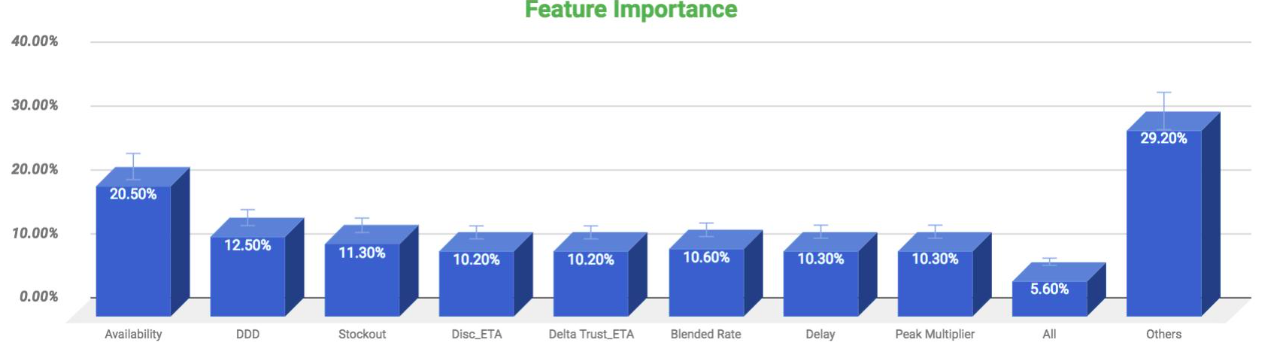 Feature Importance
40.00%
30.00%
20.00%
10.00%
0.00%
20.50%
12.50%
11.30%
10.20%
10.20%
10.60%
10.30%
10.30%
5.60%
29.20%
Availability
DDD
Stockout
Disc_ETA
Delta Trust_ETA
Blended Rate
Delay
Peak Multiplier
All
Others